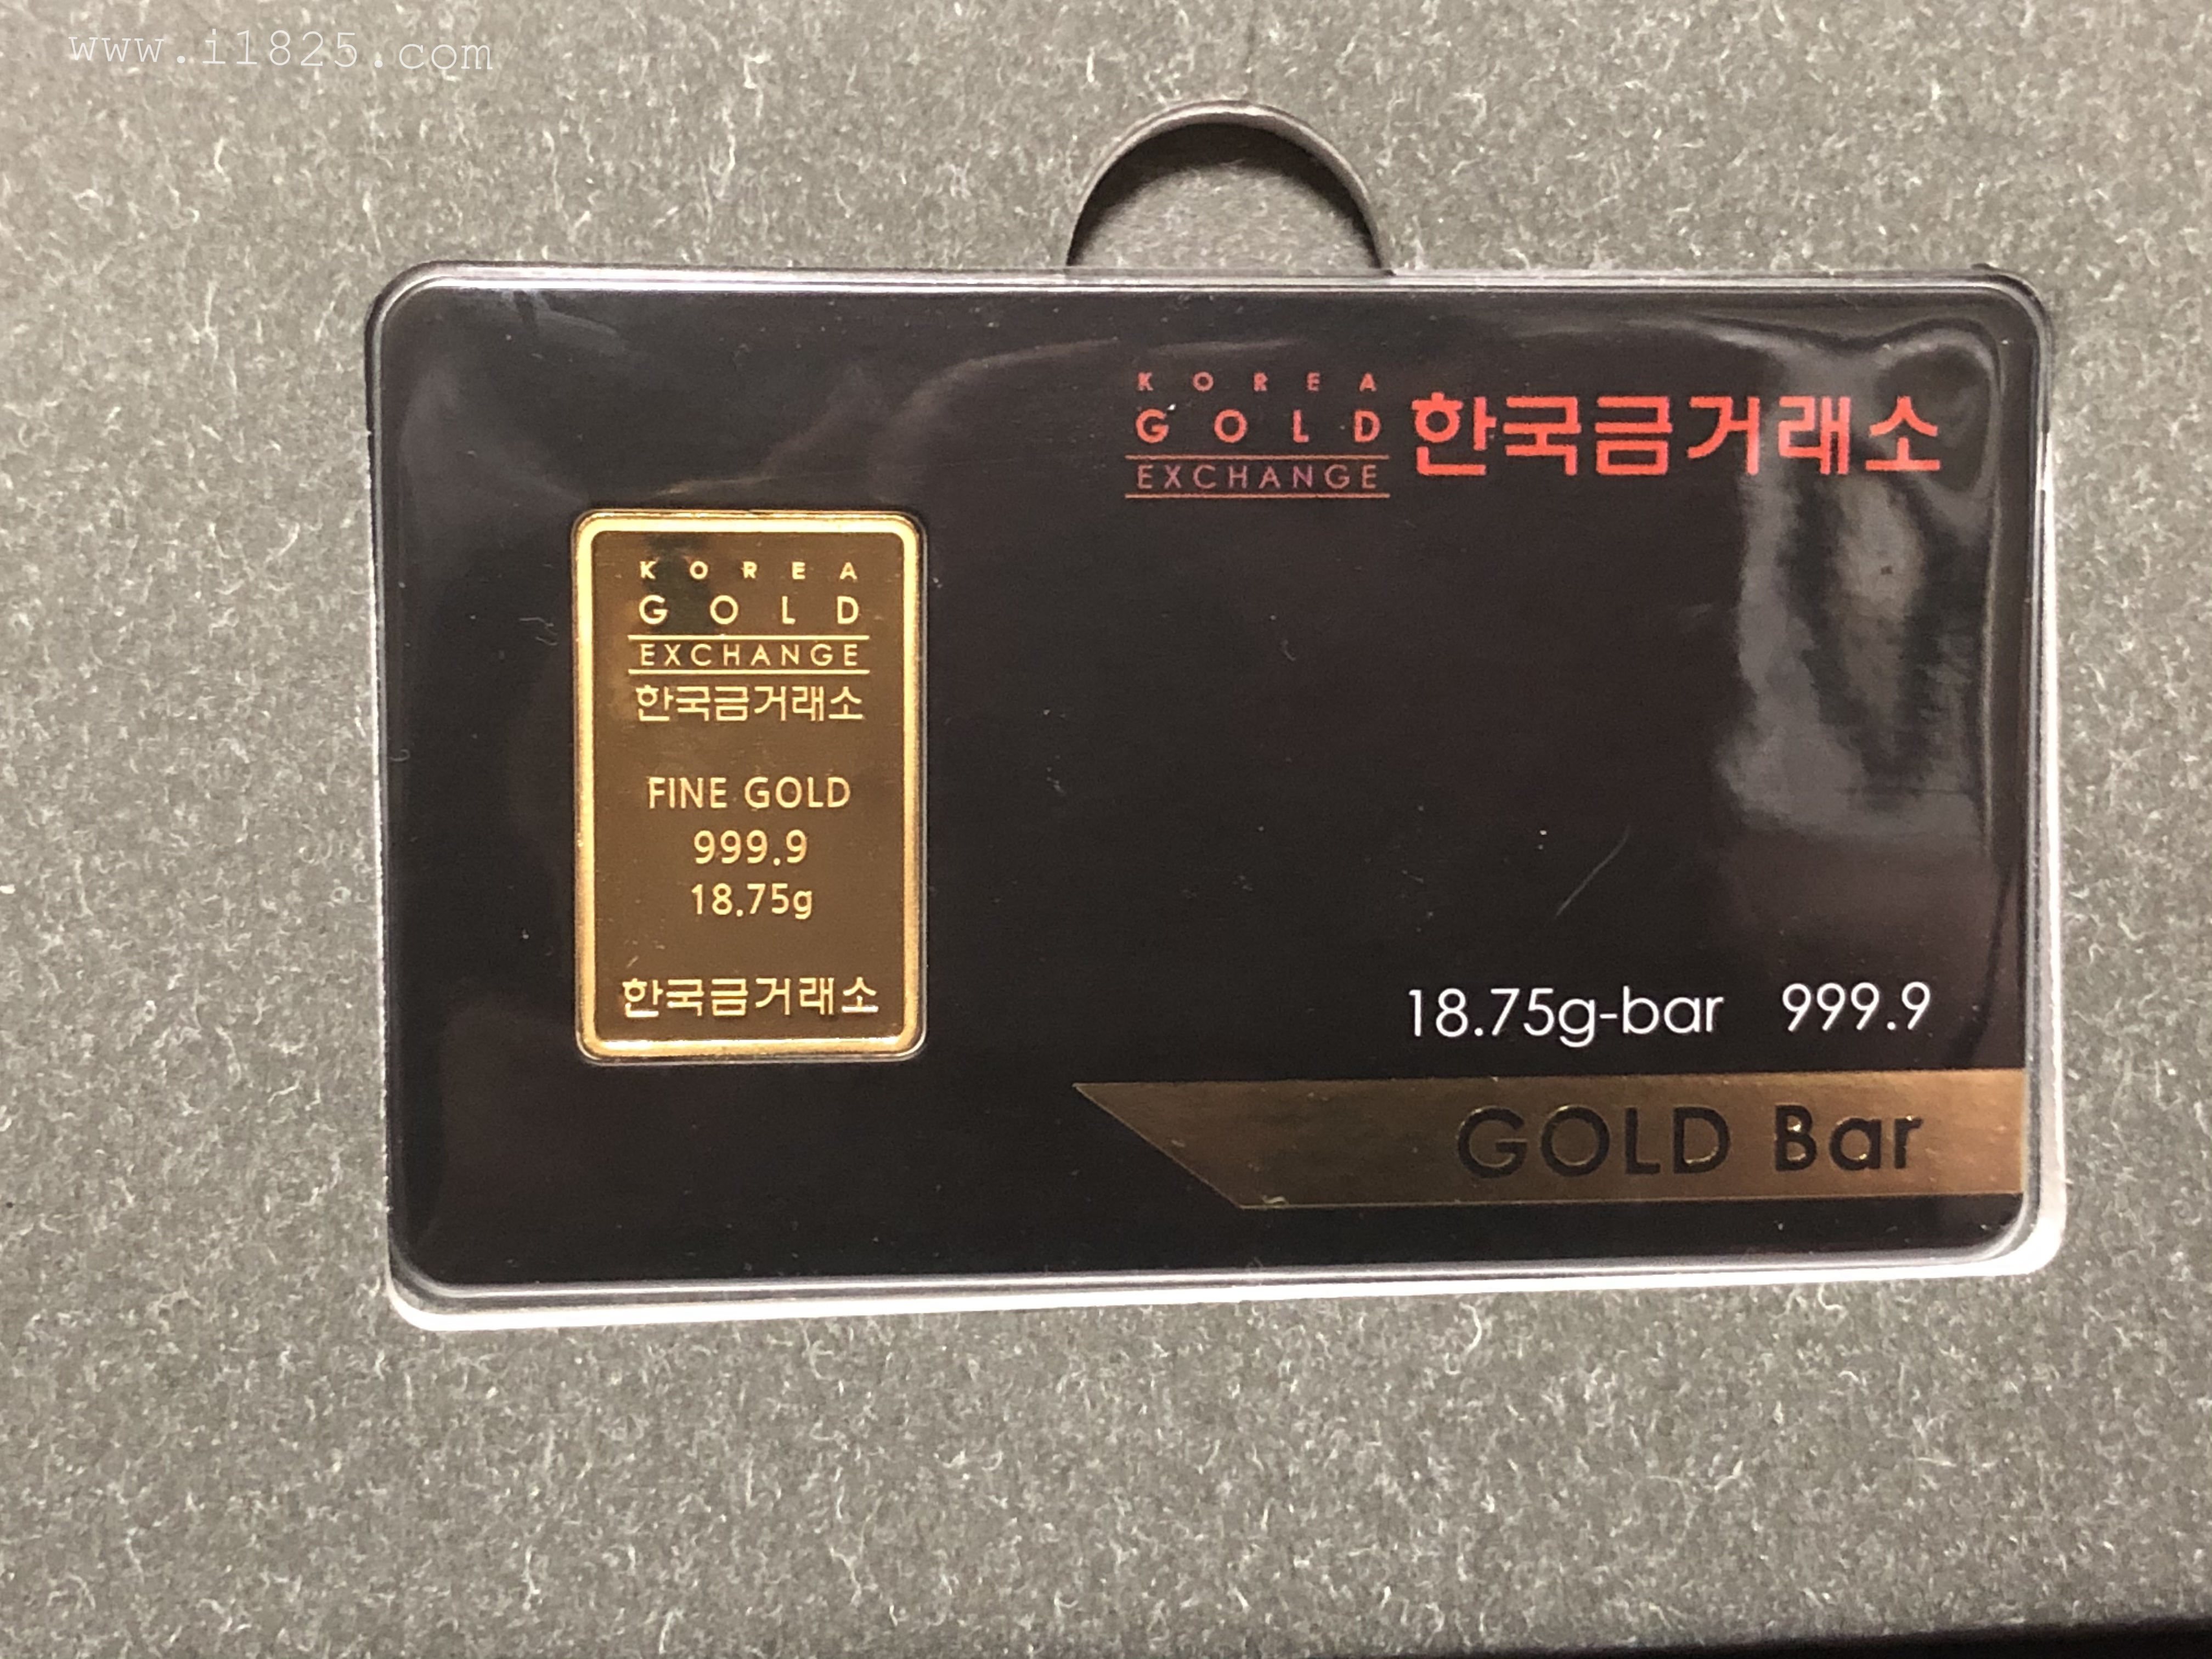 www.i1825.com
KOREA
GOLD
EXCHANGE
한국금거래소
KOREA
GOLD
EXCHANGE
한국금거래소
FINE GOLD
999.9
18.75g
한국금거래소
18.75g-bar 999.9
GOLD Bar